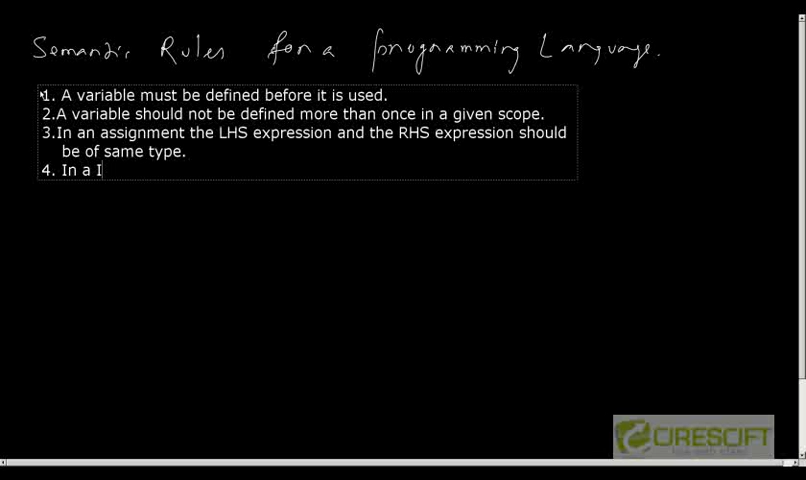 Semantic Rules for a programming Language.
1. A variable must be defined before it is used.
2.A variable should not be defined more than once in a given scope.
3.In an assignment the LHS expression and the RHS expression should
be of same type.
4. In a I
CIRESCIFT